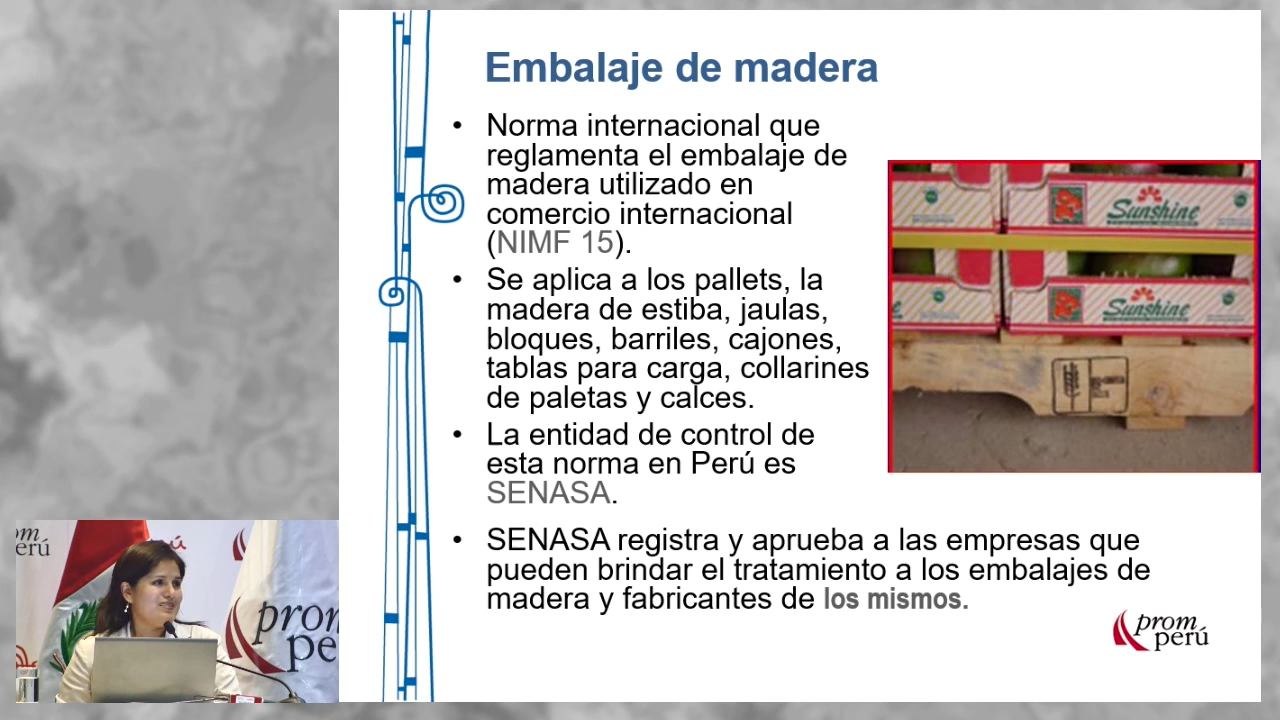 Embalaje de madera
• Norma internacional que
reglamenta el embalaje de
madera utilizado en
comercio internacional
(NIMF 15).
• Se aplica a los pallets, la
madera de estiba, jaulas,
bloques, barriles, cajones,
tablas para carga, collarines
de paletas y calces.
• La entidad de control de
esta norma en Perú es
SENASA.
• SENASA registra y aprueba a las empresas que
pueden brindar el tratamiento a los embalajes de
madera y fabricantes de los mismos.
Sunshine
Sunshine
prom
perú
om
erú
prom
pe